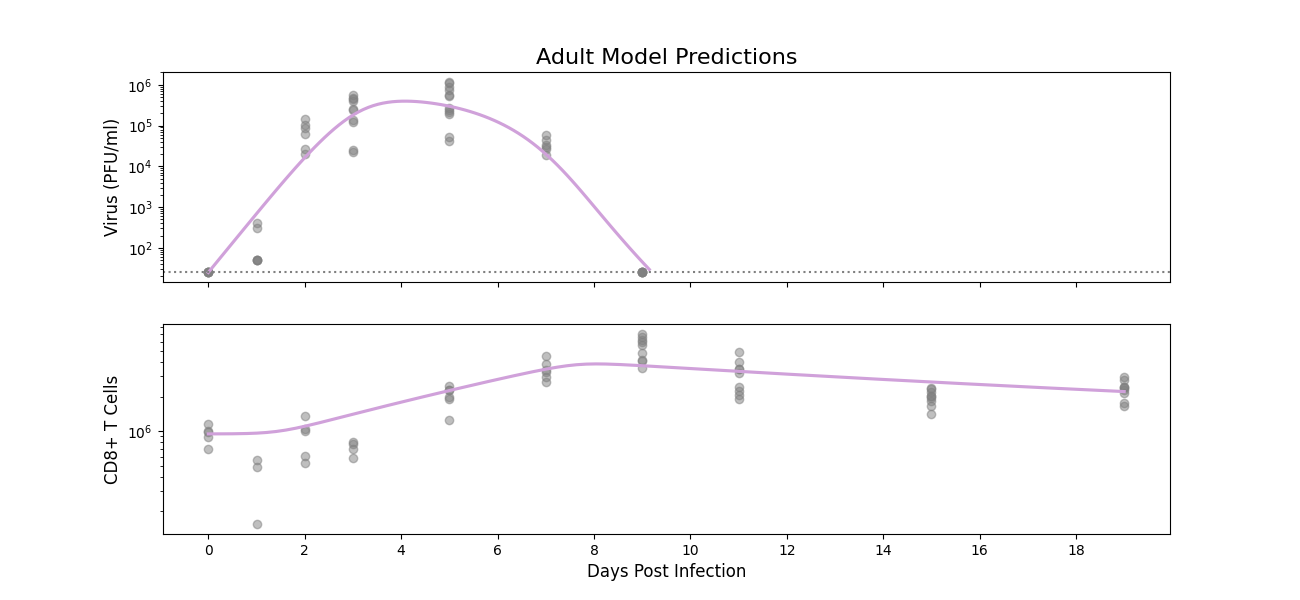 Adult Model Predictions
Virus (PFU/ml)
10⁶
10⁵
10⁴
10³
10²
CD8+ T Cells
10⁶
0 2 4 6 8 10 12 14 16 18
Days Post Infection